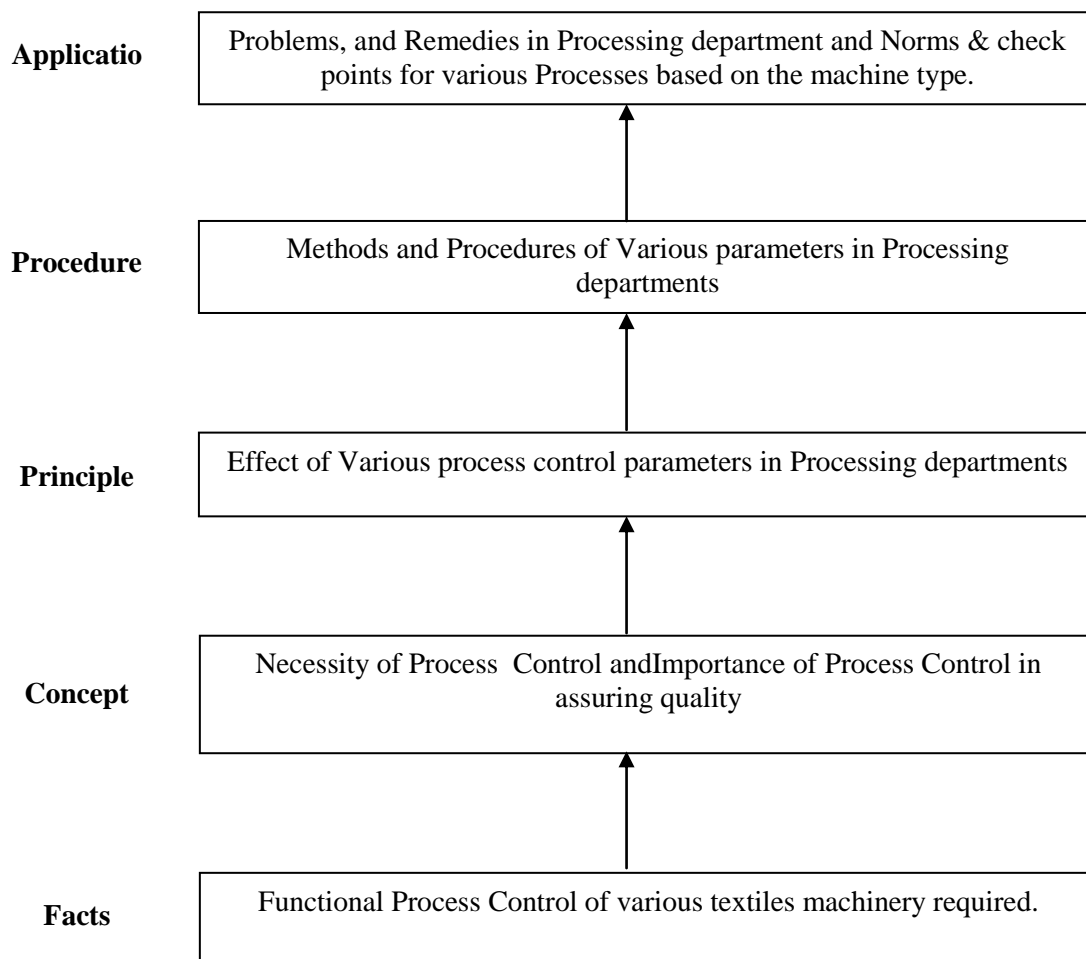 Applicatio
Problems, and Remedies in Processing department and Norms & check
points for various Processes based on the machine type.
Procedure
Methods and Procedures of Various parameters in Processing
departments
Principle
Effect of Various process control parameters in Processing departments
Concept
Necessity of Process Control andImportance of Process Control in
assuring quality
Facts
Functional Process Control of various textiles machinery required.